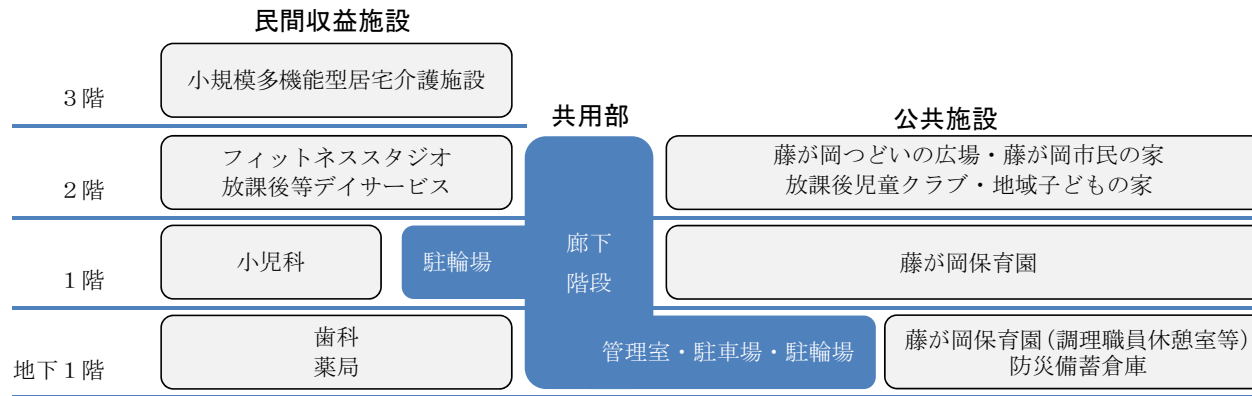 民間収益施設
3階
小規模多機能型居宅介護施設
共用部
公共施設
2階
フィットネススタジオ
放課後等デイサービス
藤が岡つどいの広場・藤が岡市民の家
放課後児童クラブ・地域子どもの家
1階
小児科
駐輪場
廊下
階段
藤が岡保育園
地下1階
歯科
薬局
管理室・駐車場・駐輪場
藤が岡保育園(調理職員休憩室等)
防災備蓄倉庫